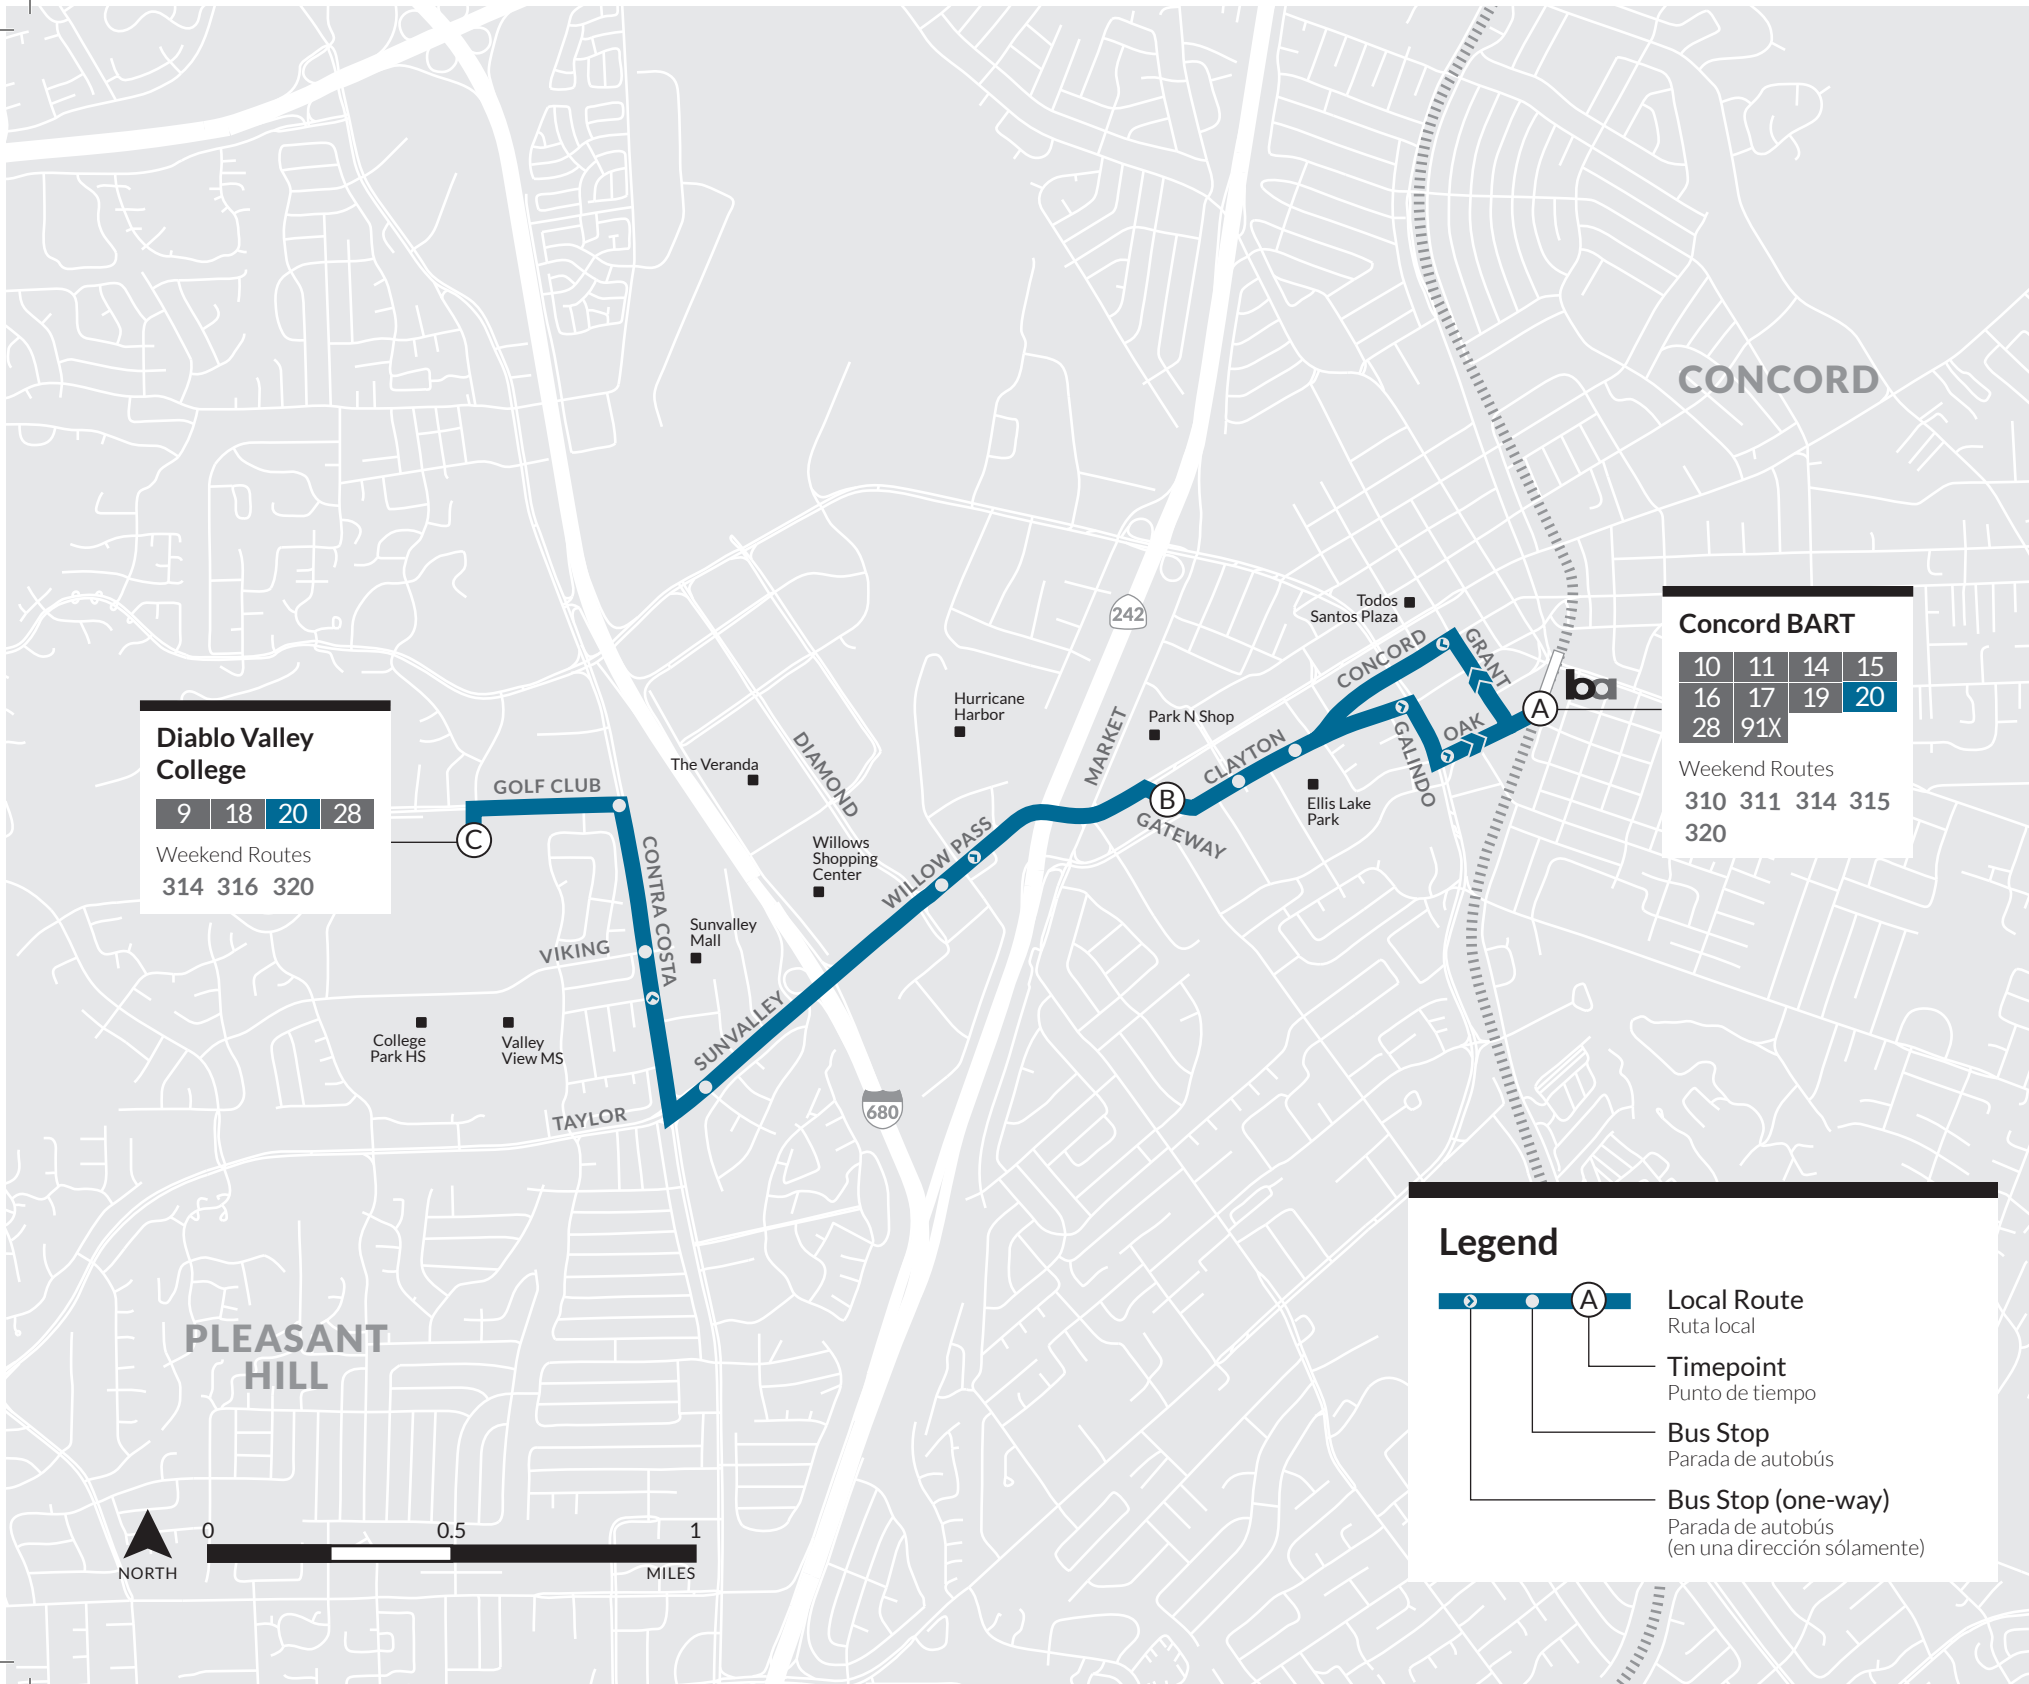 CONCORD
Todos
Santos Plaza
242
CONCORD
GRANT
ba
A
Concord BART
10 11 14 15
16 17 19 20
28 91X
Weekend Routes
310 311 314 315
320
Hurricane
Harbor
MARKET
Park N Shop
OAK
GALINDO
CLAYTON
B
GATEWAY
Ellis Lake
Park
Diablo Valley
College
9 18 20 28
Weekend Routes
314 316 320
C
GOLF CLUB
The Veranda
DIAMOND
Willows
Shopping
Center
WILLOW PASS
CONTRA COSTA
Sunvalley
Mall
VIKING
SUNVALLEY
College
Park HS
Valley
View MS
TAYLOR
680
PLEASANT
HILL
0 0.5 1
NORTH
MILES
Legend
A
Local Route
Ruta local
Timepoint
Punto de tiempo
Bus Stop
Parada de autobús
Bus Stop (one-way)
Parada de autobús
(en una dirección sólamente)